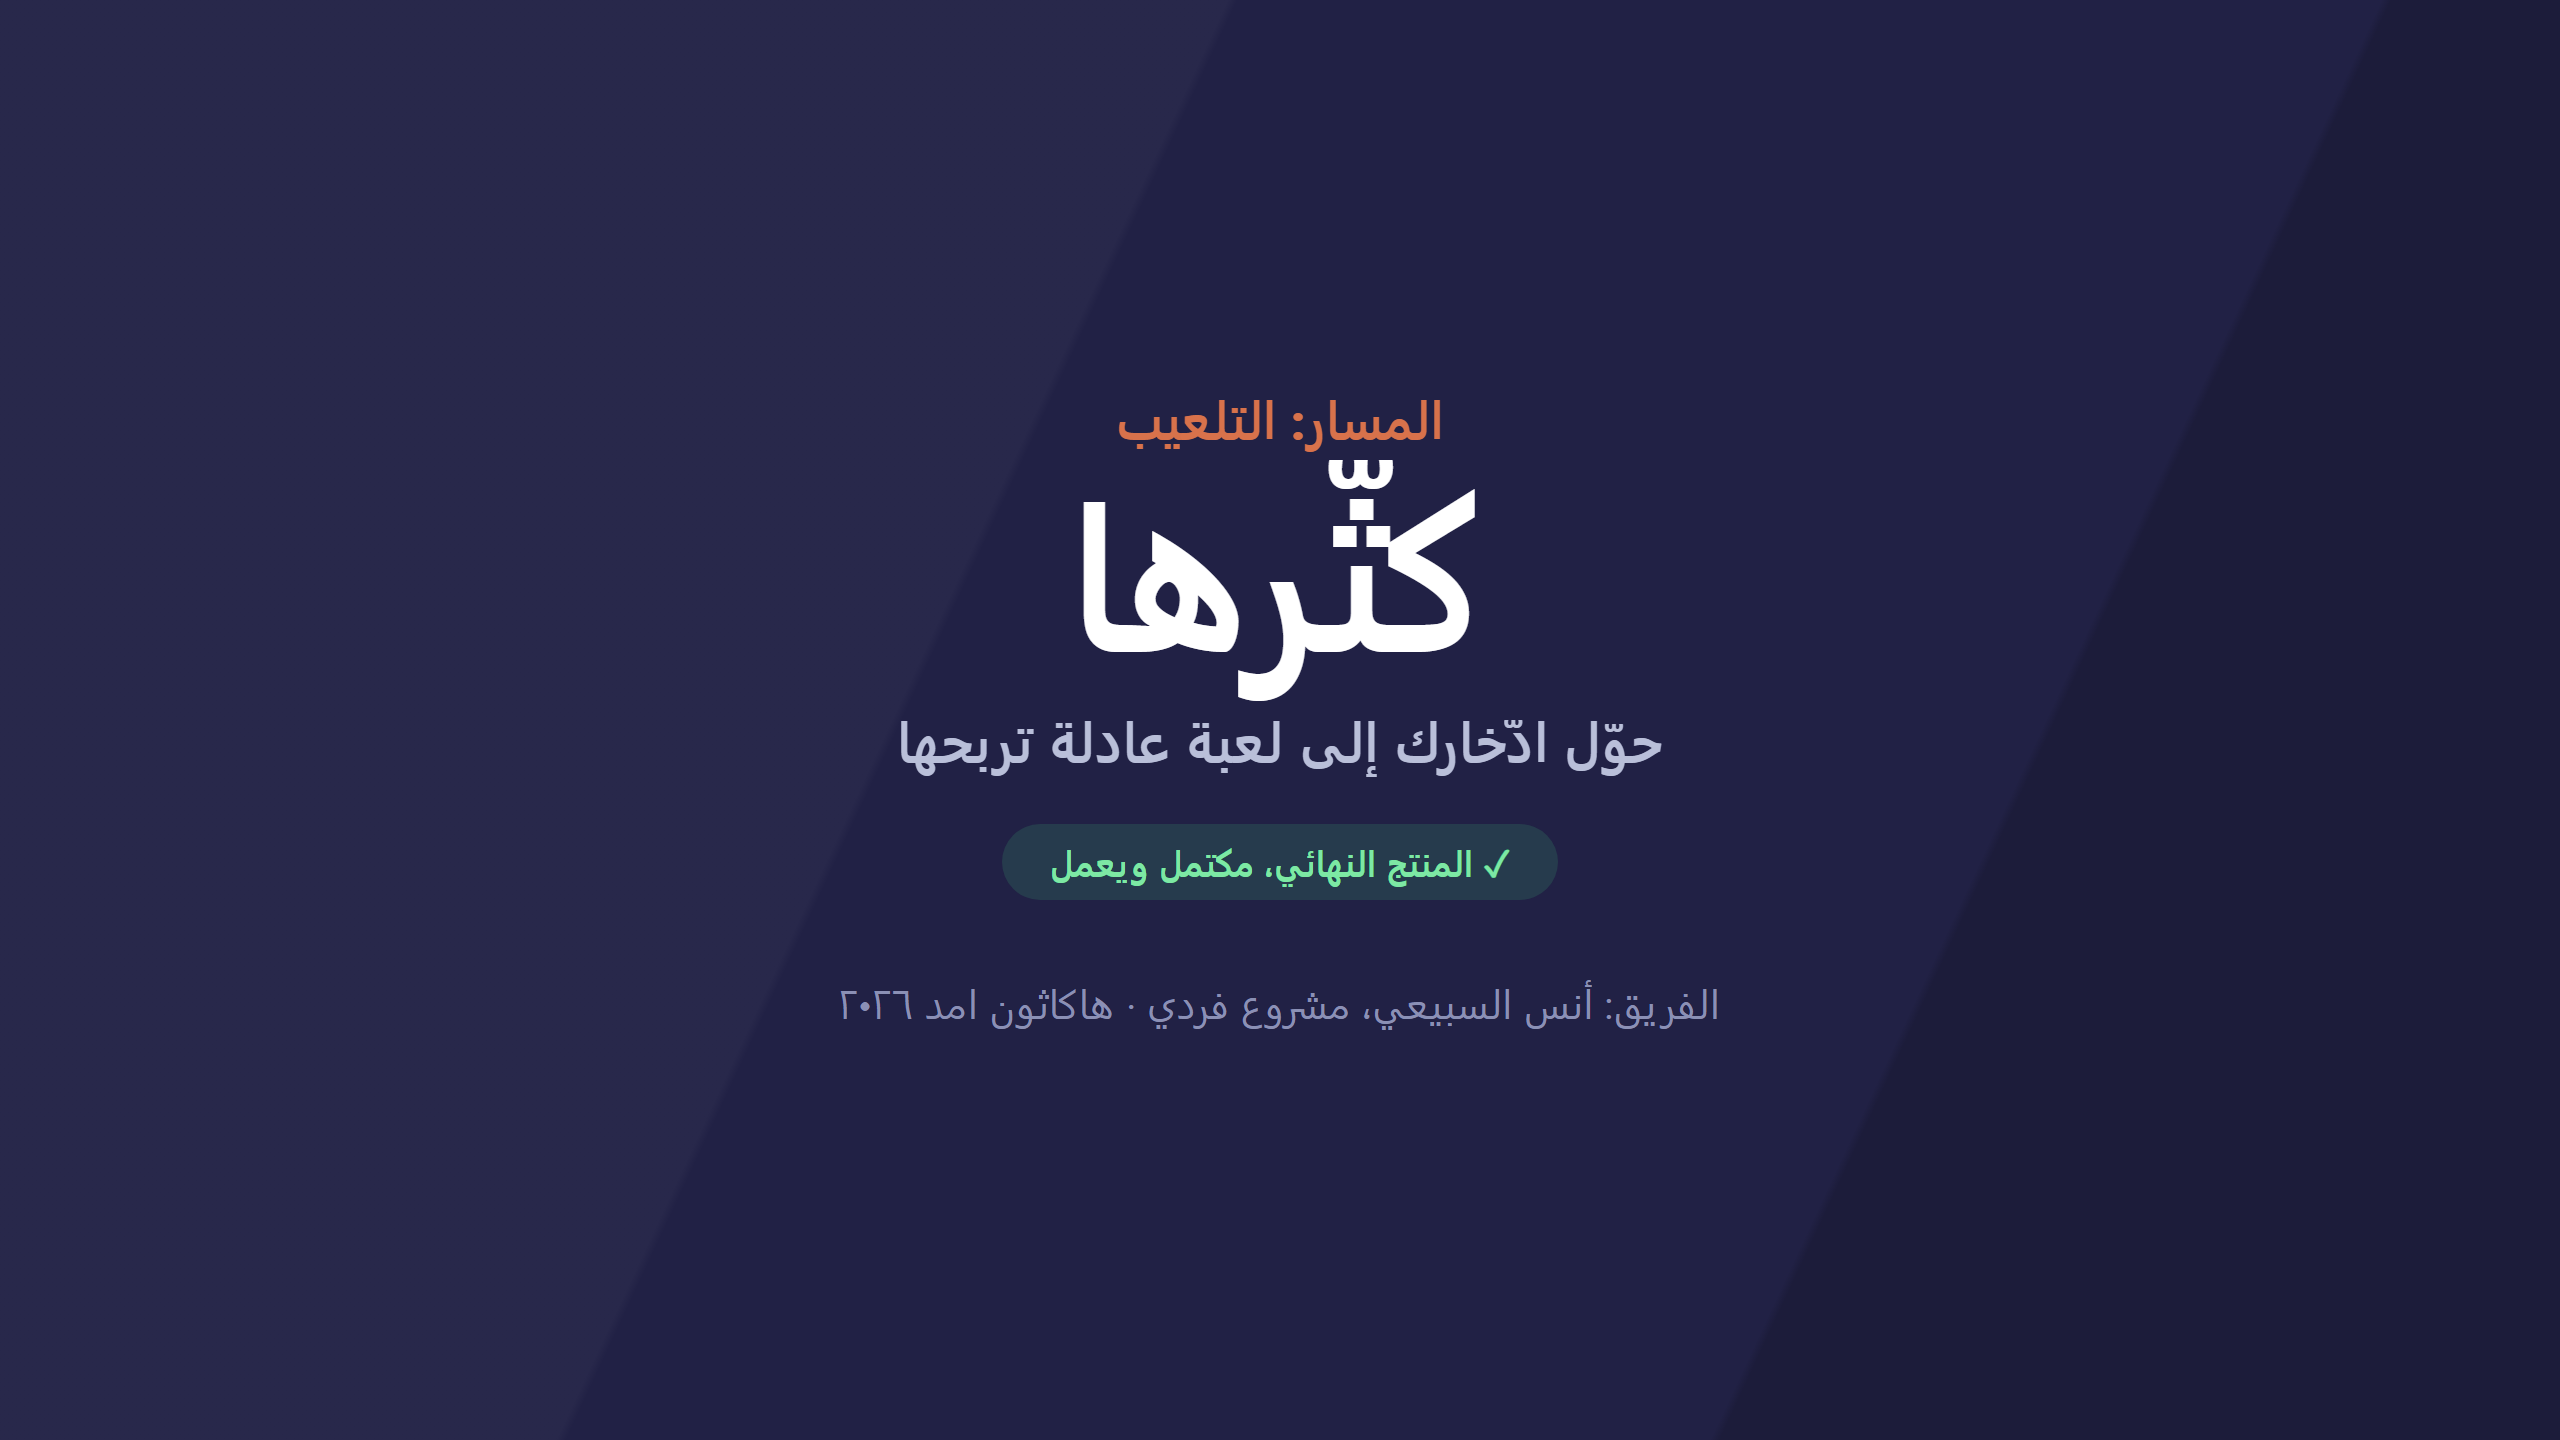 المسار: التلعيب
كثّرها
حوّل ادّخارك إلى لعبة عادلة تربحها
✓ المنتج النهائي، مكتمل ويعمل
الفريق: أنس السبيعي، مشروع فردي · هاكاثون امد ٢٠٢٦